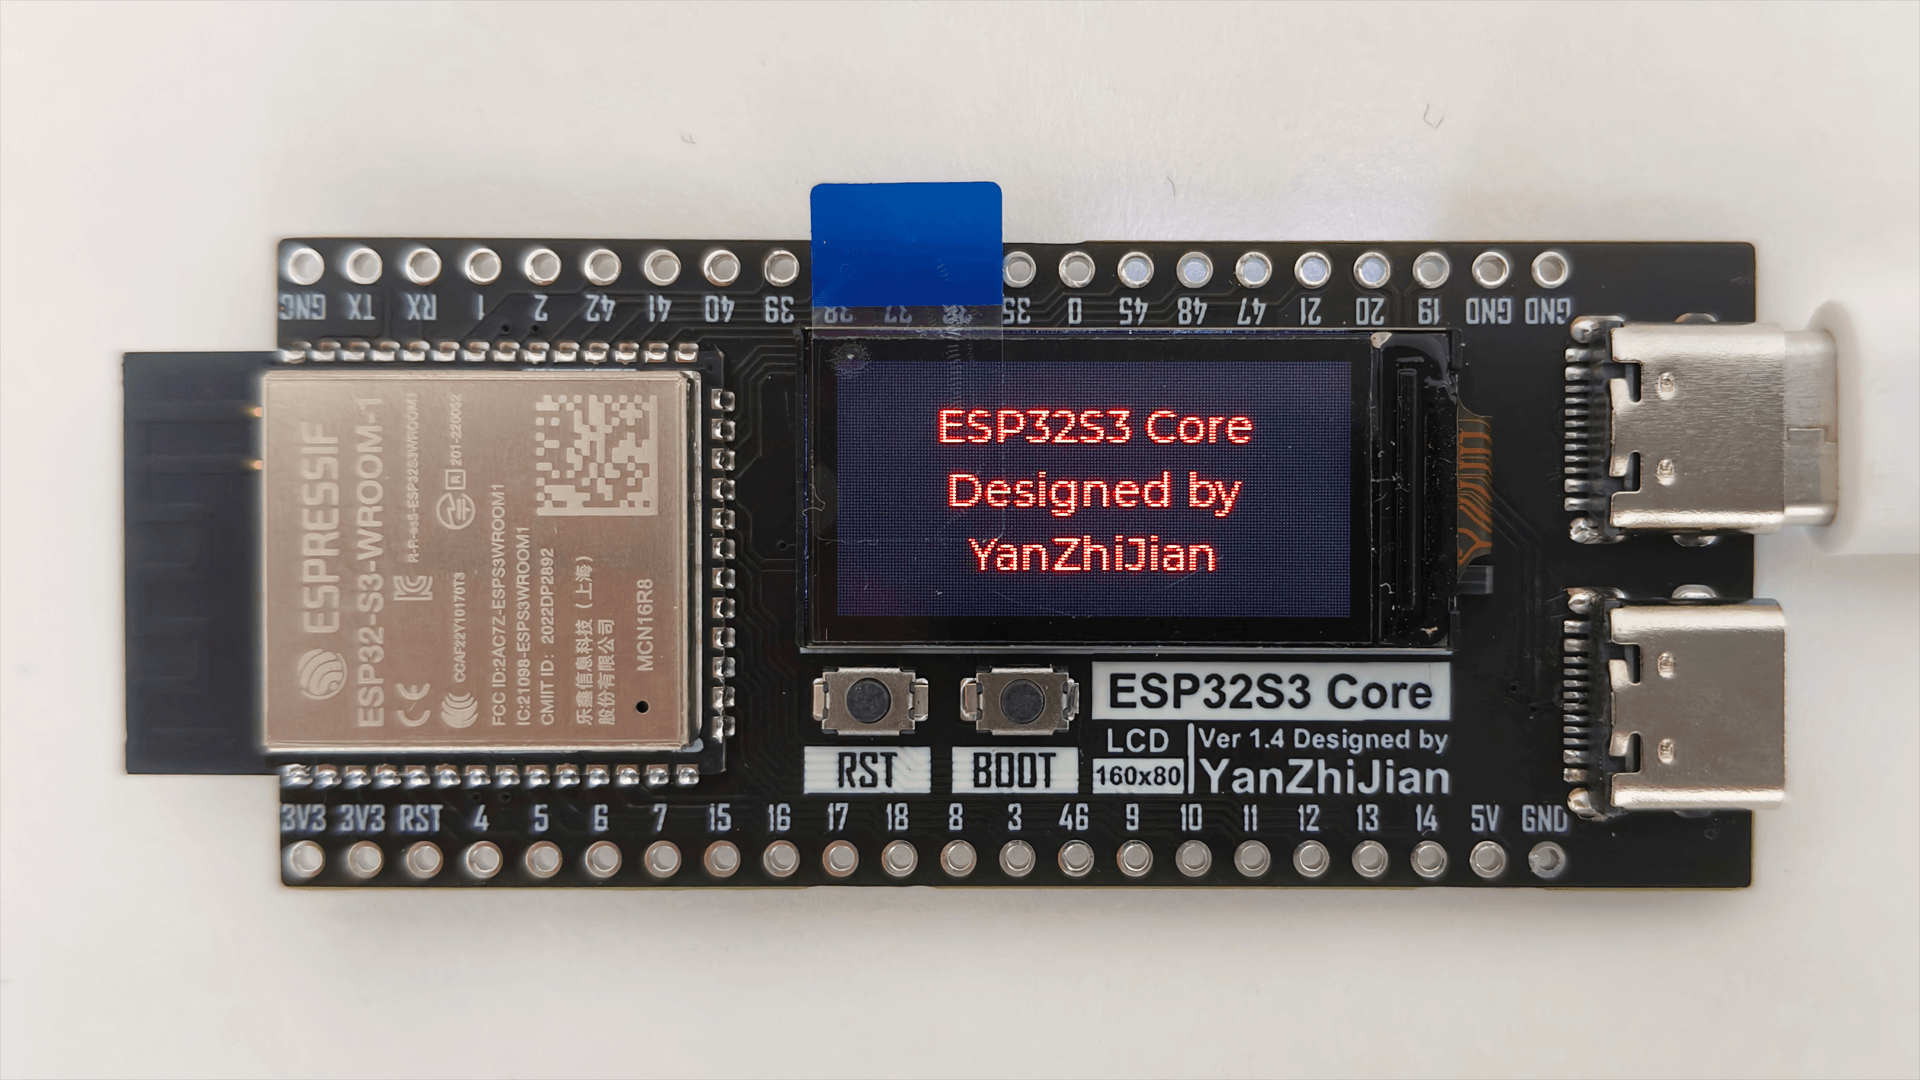 GND TX RX 1 2 42 41 40 39 38 37 36 35 0 45 48 47 21 20 19 GND GND
ESPRESSIF
ESP32-S3-WROOM-1
CE
R-R-es5-ESP32S3WROOM1
201-220052
CCAF22Y10170T3
FCC ID:2AC7Z-ESPS3WROOM1
IC:21098-ESPS3WROOM1
CMIIT ID: 2022DP2892
乐鑫信息科技（上海）
股份有限公司
MCN16R8
ESP32S3 Core
Designed by
YanZhiJian
RST
BOOT
ESP32S3 Core
LCD
160x80
Ver 1.4 Designed by
YanZhiJian
3V3 3V3 RST 4 5 6 7 15 16 17 18 8 3 46 9 10 11 12 13 14 5V GND